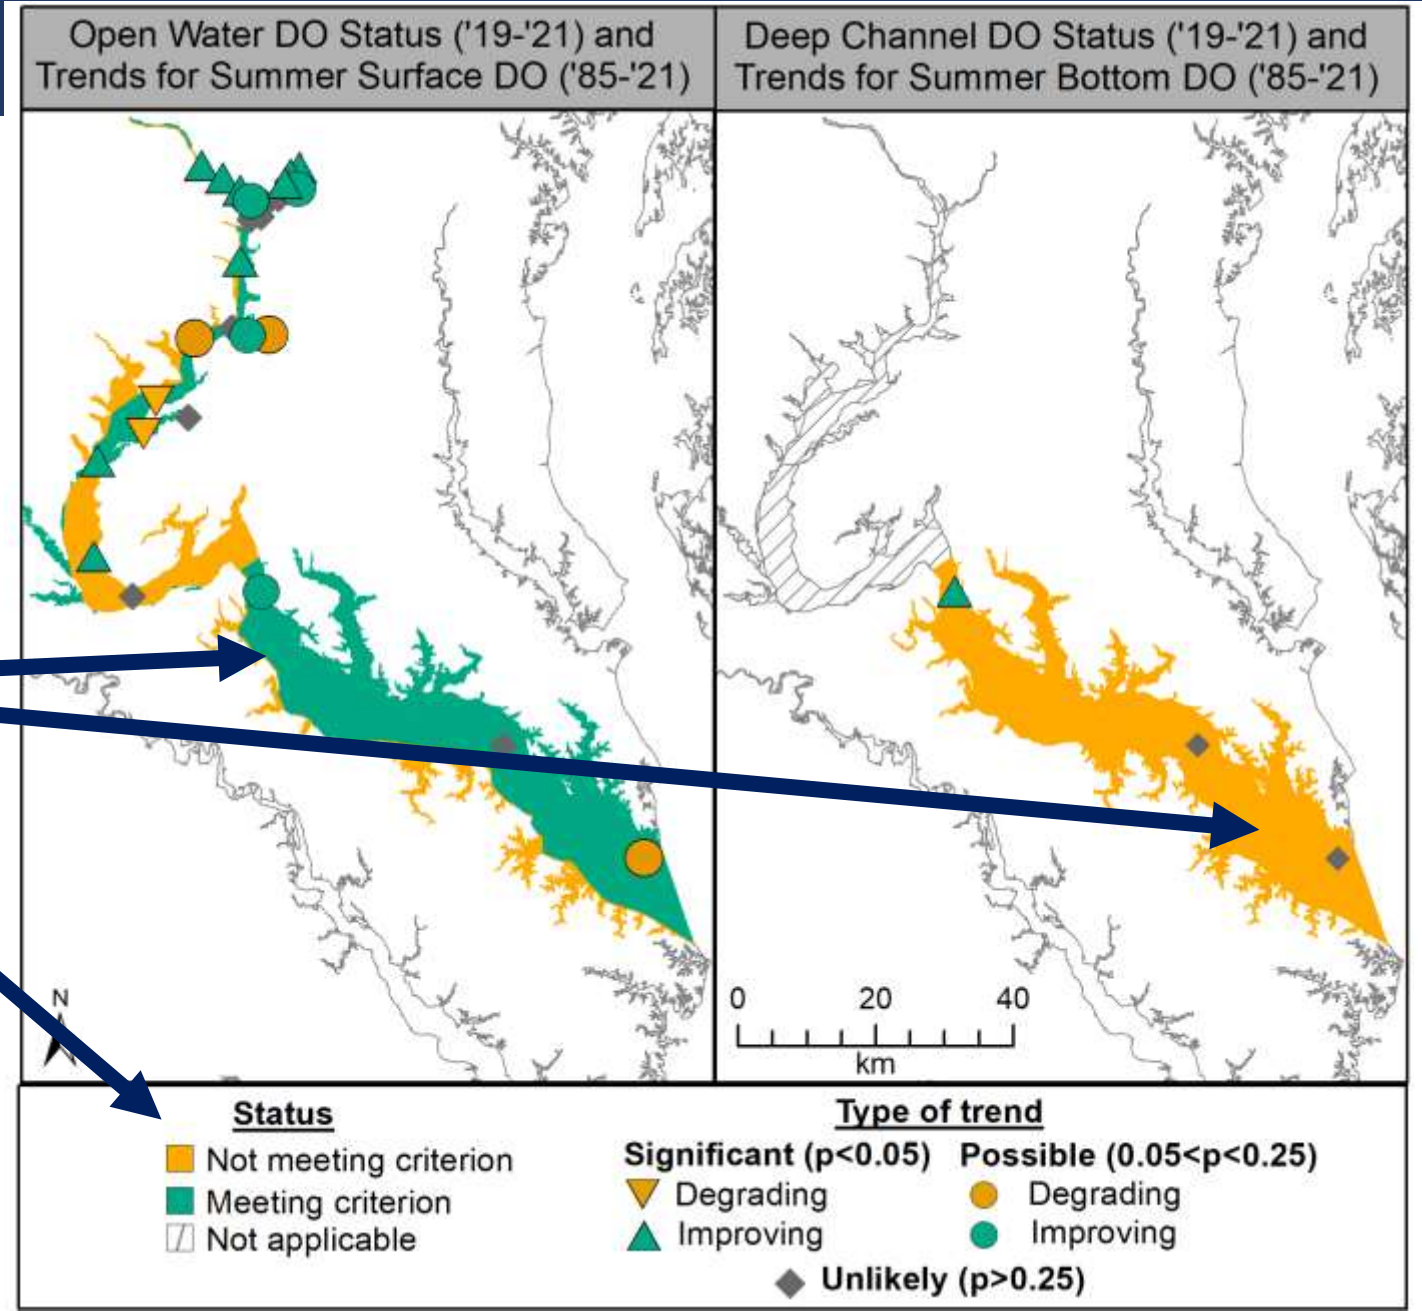 Open Water DO Status ('19-'21) and
Trends for Summer Surface DO ('85-'21)
Deep Channel DO Status ('19-'21) and
Trends for Summer Bottom DO ('85-'21)
N
0 20 40
km
Status
Not meeting criterion
Meeting criterion
Not applicable
Type of trend
Significant (p<0.05) Possible (0.05<p<0.25)
Degrading Degrading
Improving Improving
Unlikely (p>0.25)